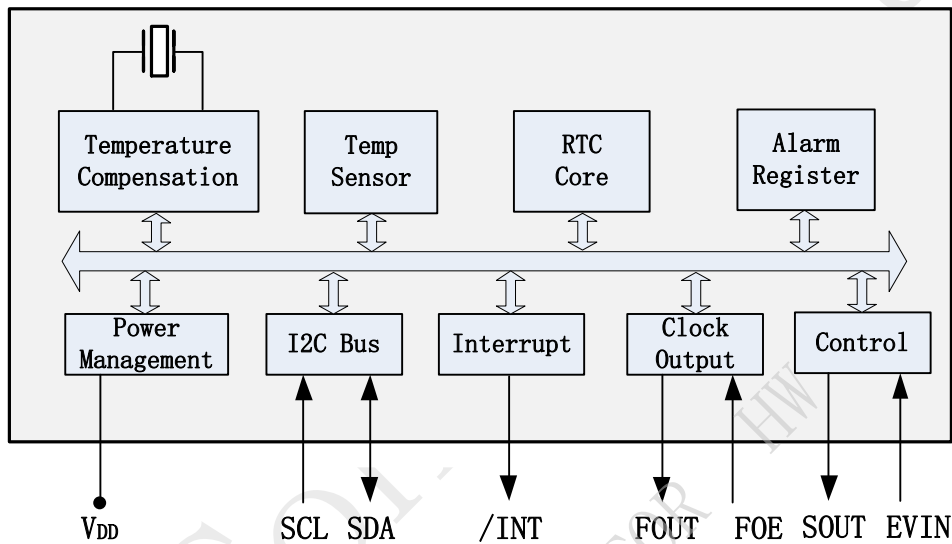 Temperature
Compensation
Temp
Sensor
RTC
Core
Alarm
Register
Power
Management
I2C Bus
Interrupt
Clock
Output
Control
VDD
SCL
SDA
/INT
FOUT
FOE
SOUT
EVIN
HW